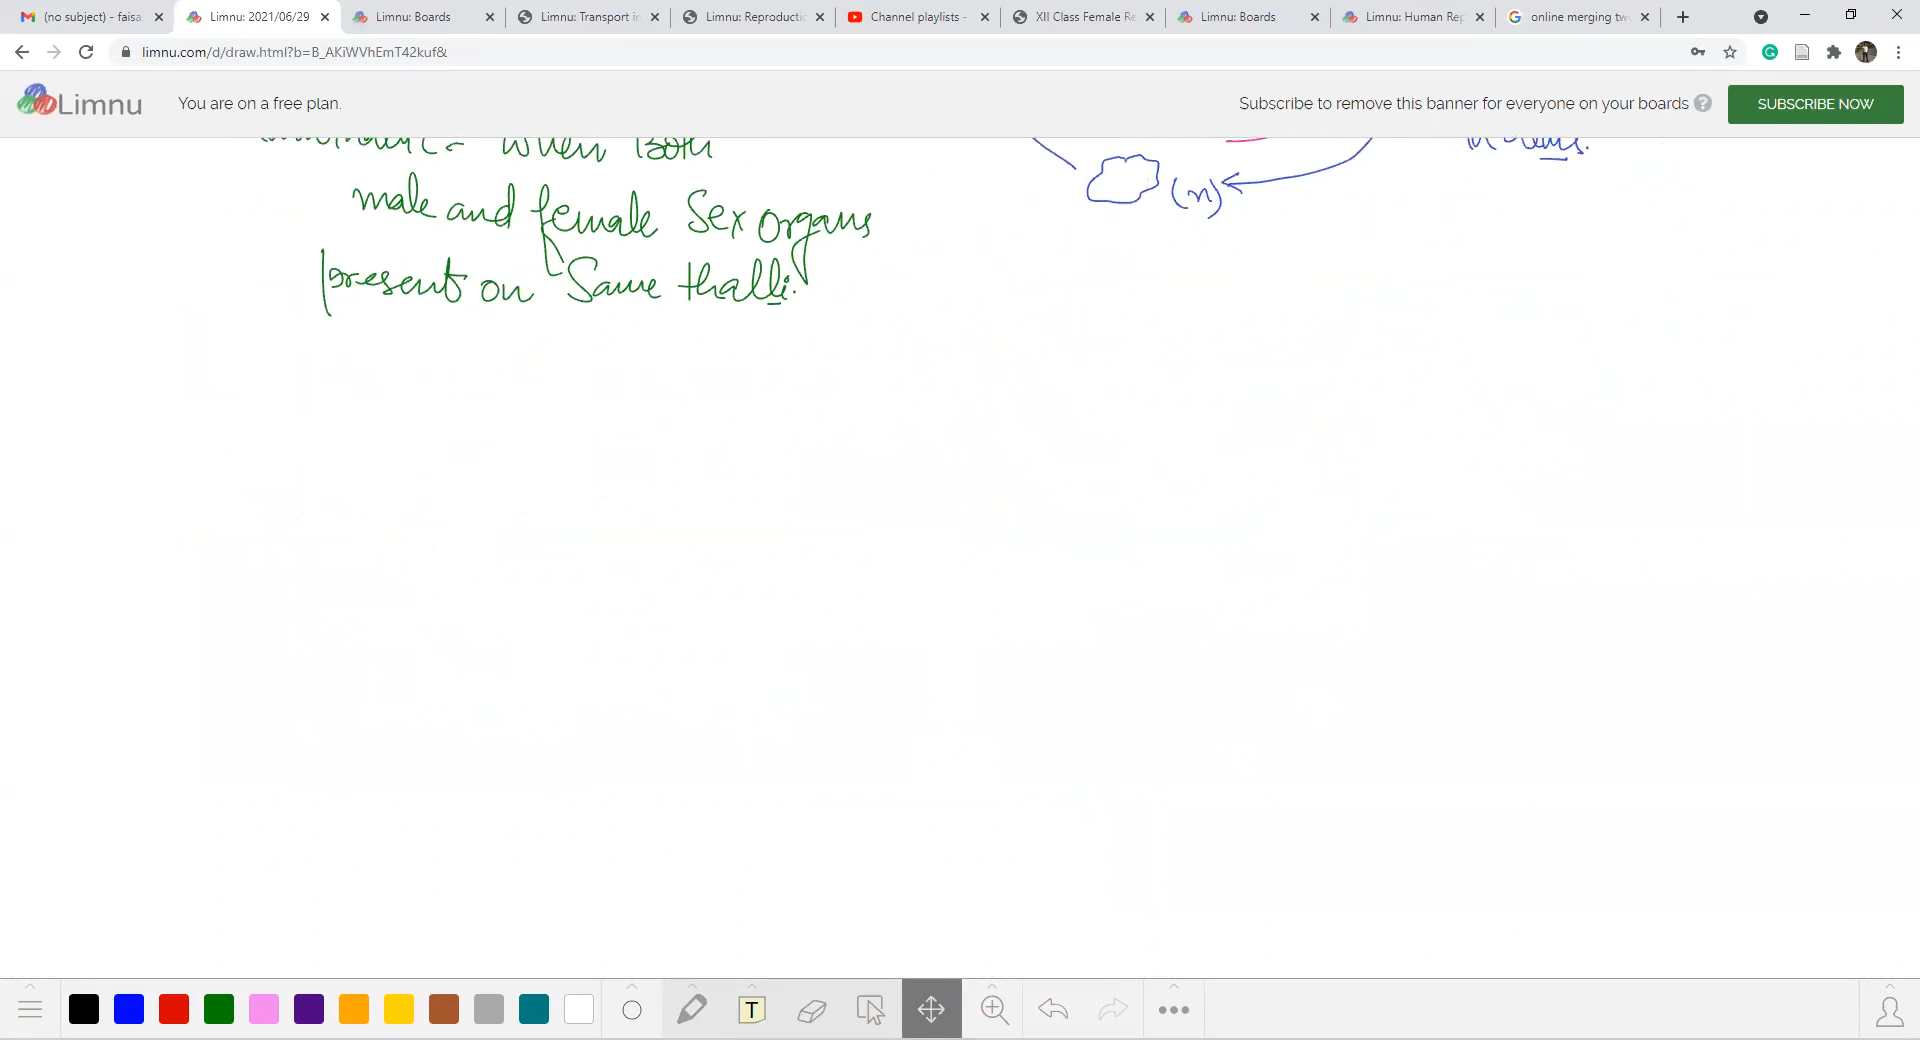 (no subject) - faisa
Limnu: 2021/06/29
Limnu: Boards
Limnu: Transport in
Limnu: Reproductio
Channel playlists -
XII Class Female Re
Limnu: Boards
Limnu: Human Rep
online merging two
limnu.com/d/draw.html?b=B_AKiWVhEmT42kuf&
Limnu
You are on a free plan.
Subscribe to remove this banner for everyone on your boards ?
SUBSCRIBE NOW
When Both
male and female Sex organs
present on Same thalli.
(n)
T